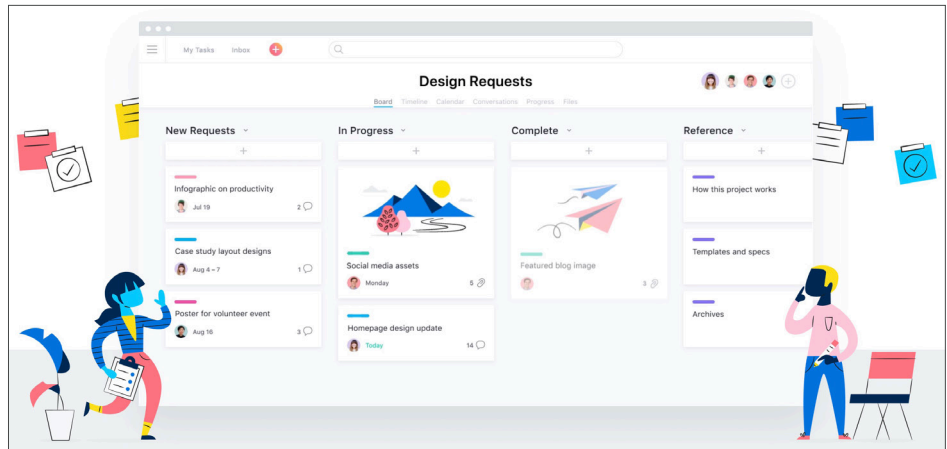 My Tasks Inbox
Design Requests
Board Timeline Calendar Conversations Progress Files
New Requests
+
Infographic on productivity
Jul 19 2
Case study layout designs
Aug 4 – 7 1
Poster for volunteer event
Aug 16 3
In Progress
+
Social media assets
Monday 5
Homepage design update
Today 14
Complete
+
Featured blog image
3
Reference
+
How this project works
Templates and specs
Archives